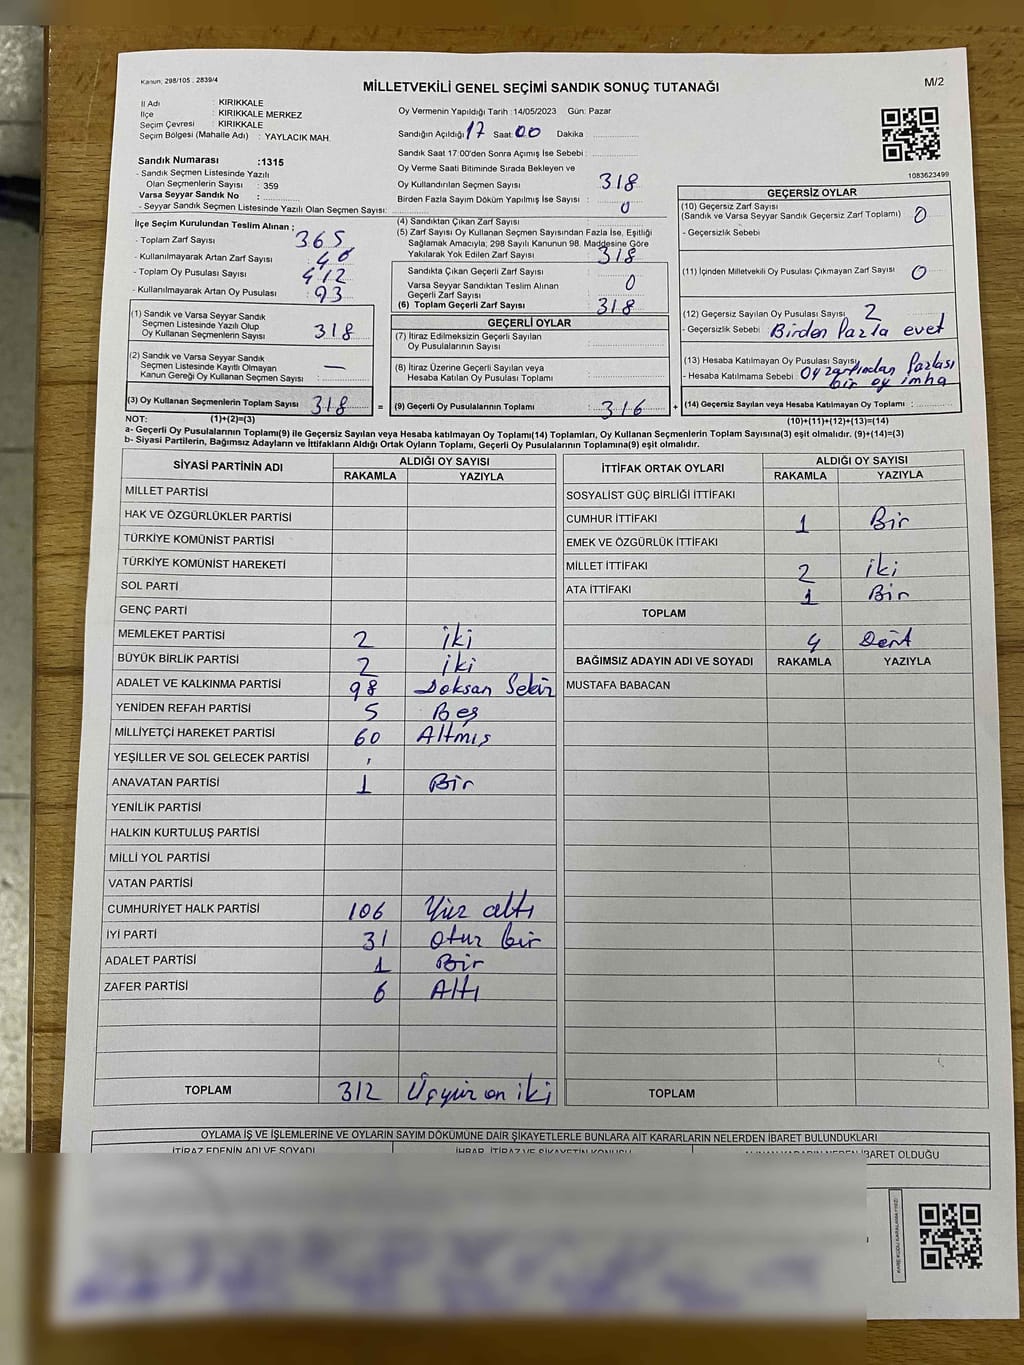 Kanun: 298/105 . 2839/4
MİLLETVEKİLİ GENEL SEÇİMİ SANDIK SONUÇ TUTANAĞI
M/2
İl Adı : KIRIKKALE
İlçe : KIRIKKALE MERKEZ
Seçim Çevresi : KIRIKKALE
Seçim Bölgesi (Mahalle Adı) : YAYLACIK MAH.
Sandık Numarası :1315
- Sandık Seçmen Listesinde Yazılı
Olan Seçmenlerin Sayısı : 359
Varsa Seyyar Sandık No :
- Seyyar Sandık Seçmen Listesinde Yazılı Olan Seçmen Sayısı:
Oy Vermenin Yapıldığı Tarih :14/05/2023 Gün: Pazar
Sandığın Açıldığı 17 Saat 00 Dakika :
Sandık Saat 17:00'den Sonra Açımış İse Sebebi :
Oy Verme Saati Bitiminde Sırada Bekleyen ve
Oy Kullandırılan Seçmen Sayısı 318
Birden Fazla Sayım Döküm Yapılmış İse Sayısı : 0
1083623499
İlçe Seçim Kurulundan Teslim Alınan ;
- Toplam Zarf Sayısı 365
- Kullanılmayarak Artan Zarf Sayısı 46
- Toplam Oy Pusulası Sayısı 412
- Kullanılmayarak Artan Oy Pusulası 93
(1) Sandık ve Varsa Seyyar Sandık
Seçmen Listesinde Yazılı Olup
Oy Kullanan Seçmenlerin Sayısı : 318
(2) Sandık ve Varsa Seyyar Sandık
Seçmen Listesinde Kayıtlı Olmayan
Kanun Gereği Oy Kullanan Seçmen Sayısı : —
(3) Oy Kullanan Seçmenlerin Toplam Sayısı : 318 =
(4) Sandıktan Çıkan Zarf Sayısı
(5) Zarf Sayısı Oy Kullanan Seçmen Sayısından Fazla İse, Eşitliği
Sağlamak Amacıyla; 298 Sayılı Kanunun 98. Maddesine Göre
Yakılarak Yok Edilen Zarf Sayısı : 318
Sandıkta Çıkan Geçerli Zarf Sayısı :
Varsa Seyyar Sandıktan Teslim Alınan
Geçerli Zarf Sayısı : 0
(6) Toplam Geçerli Zarf Sayısı : 318
GEÇERLİ OYLAR
(7) İtiraz Edilmeksizin Geçerli Sayılan
Oy Pusulalarının Sayısı :
(8) İtiraz Üzerine Geçerli Sayılan veya
Hesaba Katılan Oy Pusulası Toplamı :
(9) Geçerli Oy Pusulalarının Toplamı : 316 +
GEÇERSİZ OYLAR
(10) Geçersiz Zarf Sayısı
(Sandık ve Varsa Seyyar Sandık Geçersiz Zarf Toplamı) : 0
- Geçersizlik Sebebi
(11) İçinden Milletvekili Oy Pusulası Çıkmayan Zarf Sayısı : 0
(12) Geçersiz Sayılan Oy Pusulası Sayısı : 2
- Geçersizlik Sebebi : Birden Fazla evet
(13) Hesaba Katılmayan Oy Pusulası Sayısı :
- Hesaba Katılmama Sebebi : Oy zarfından fazlası
bir oy imha
(14) Geçersiz Sayılan veya Hesaba Katılmayan Oy Toplamı :
NOT: (1)+(2)=(3)
(10)+(11)+(12)+(13)=(14)
a- Geçerli Oy Pusulalarının Toplamı(9) ile Geçersiz Sayılan veya Hesaba katılmayan Oy Toplamı(14) Toplamları, Oy Kullanan Seçmenlerin Toplam Sayısına(3) eşit olmalıdır. (9)+(14)=(3)
b- Siyasi Partilerin, Bağımsız Adayların ve İttifakların Aldığı Ortak Oyların Toplamı, Geçerli Oy Pusulalarının Toplamına(9) eşit olmalıdır.
SİYASİ PARTİNİN ADI ALDIĞI OY SAYISI
RAKAMLA YAZIYLA
MİLLET PARTİSİ
HAK VE ÖZGÜRLÜKLER PARTİSİ
TÜRKİYE KOMÜNİST PARTİSİ
TÜRKİYE KOMÜNİST HAREKETİ
SOL PARTİ
GENÇ PARTİ
MEMLEKET PARTİSİ 2 iki
BÜYÜK BİRLİK PARTİSİ 2 iki
ADALET VE KALKINMA PARTİSİ 98 Doksan Sekiz
YENİDEN REFAH PARTİSİ 5 Beş
MİLLİYETÇİ HAREKET PARTİSİ 60 Altmış
YEŞİLLER VE SOL GELECEK PARTİSİ
ANAVATAN PARTİSİ 1 Bir
YENİLİK PARTİSİ
HALKIN KURTULUŞ PARTİSİ
MİLLİ YOL PARTİSİ
VATAN PARTİSİ
CUMHURİYET HALK PARTİSİ 106 Yüz altı
İYİ PARTİ 31 otuz bir
ADALET PARTİSİ 1 Bir
ZAFER PARTİSİ 6 Altı
TOPLAM 312 Üçyüz on iki
İTTİFAK ORTAK OYLARI ALDIĞI OY SAYISI
RAKAMLA YAZIYLA
SOSYALİST GÜÇ BİRLİĞİ İTTİFAKI
CUMHUR İTTİFAKI 1 Bir
EMEK VE ÖZGÜRLÜK İTTİFAKI
MİLLET İTTİFAKI 2 iki
ATA İTTİFAKI 1 Bir
TOPLAM 4 Dört
BAĞIMSIZ ADAYIN ADI VE SOYADI RAKAMLA YAZIYLA
MUSTAFA BABACAN
TOPLAM
OYLAMA İŞ VE İŞLEMLERİNE VE OYLARIN SAYIM DÖKÜMÜNE DAİR ŞİKAYETLERLE BUNLARA AİT KARARLARIN NELERDEN İBARET BULUNDUKLARI
İTİRAZ EDENİN ADI VE SOYADI İHBAR, İTİRAZ VE ŞİKAYETİN KONUSU İBARET OLDUĞU